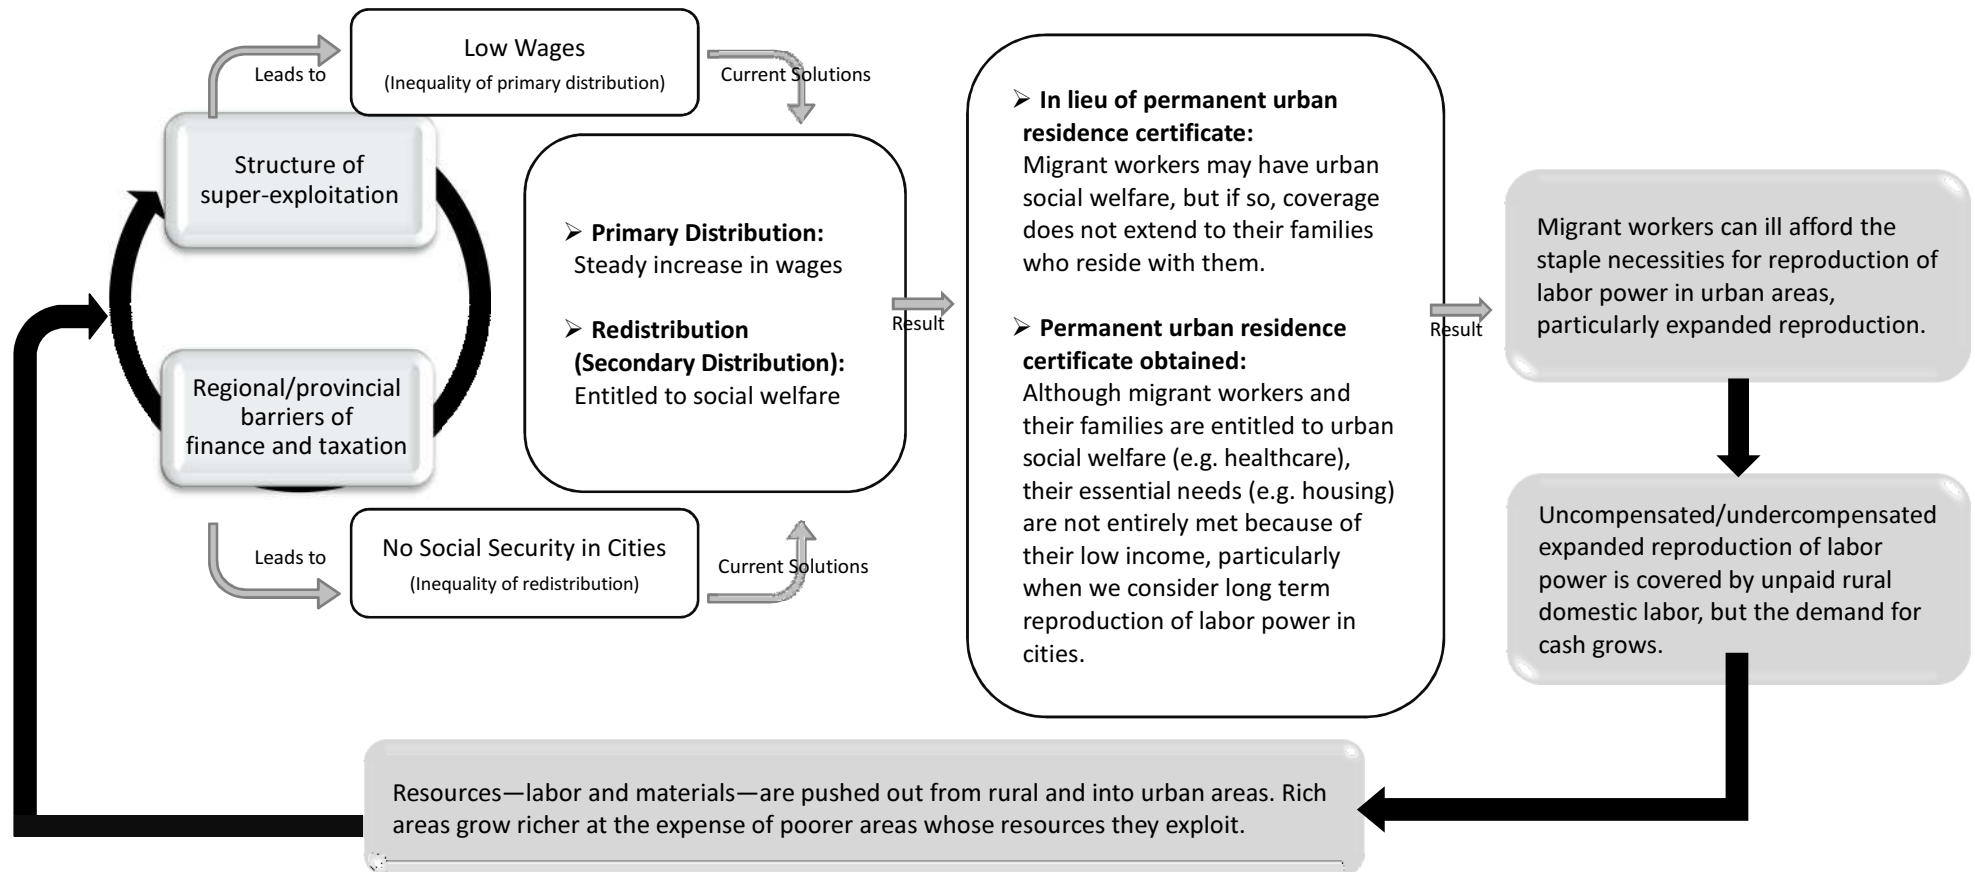 Low Wages
(Inequality of primary distribution)
Leads to
Current Solutions
Structure of
super-exploitation
Regional/provincial
barriers of
finance and taxation
Leads to
No Social Security in Cities
(Inequality of redistribution)
Current Solutions
➢ Primary Distribution:
Steady increase in wages
➢ Redistribution
(Secondary Distribution):
Entitled to social welfare
Result
➢ In lieu of permanent urban
residence certificate:
Migrant workers may have urban
social welfare, but if so, coverage
does not extend to their families
who reside with them.
➢ Permanent urban residence
certificate obtained:
Although migrant workers and
their families are entitled to urban
social welfare (e.g. healthcare),
their essential needs (e.g. housing)
are not entirely met because of
their low income, particularly
when we consider long term
reproduction of labor power in
cities.
Result
Migrant workers can ill afford the
staple necessities for reproduction of
labor power in urban areas,
particularly expanded reproduction.
Uncompensated/undercompensated
expanded reproduction of labor
power is covered by unpaid rural
domestic labor, but the demand for
cash grows.
Resources—labor and materials—are pushed out from rural and into urban areas. Rich
areas grow richer at the expense of poorer areas whose resources they exploit.